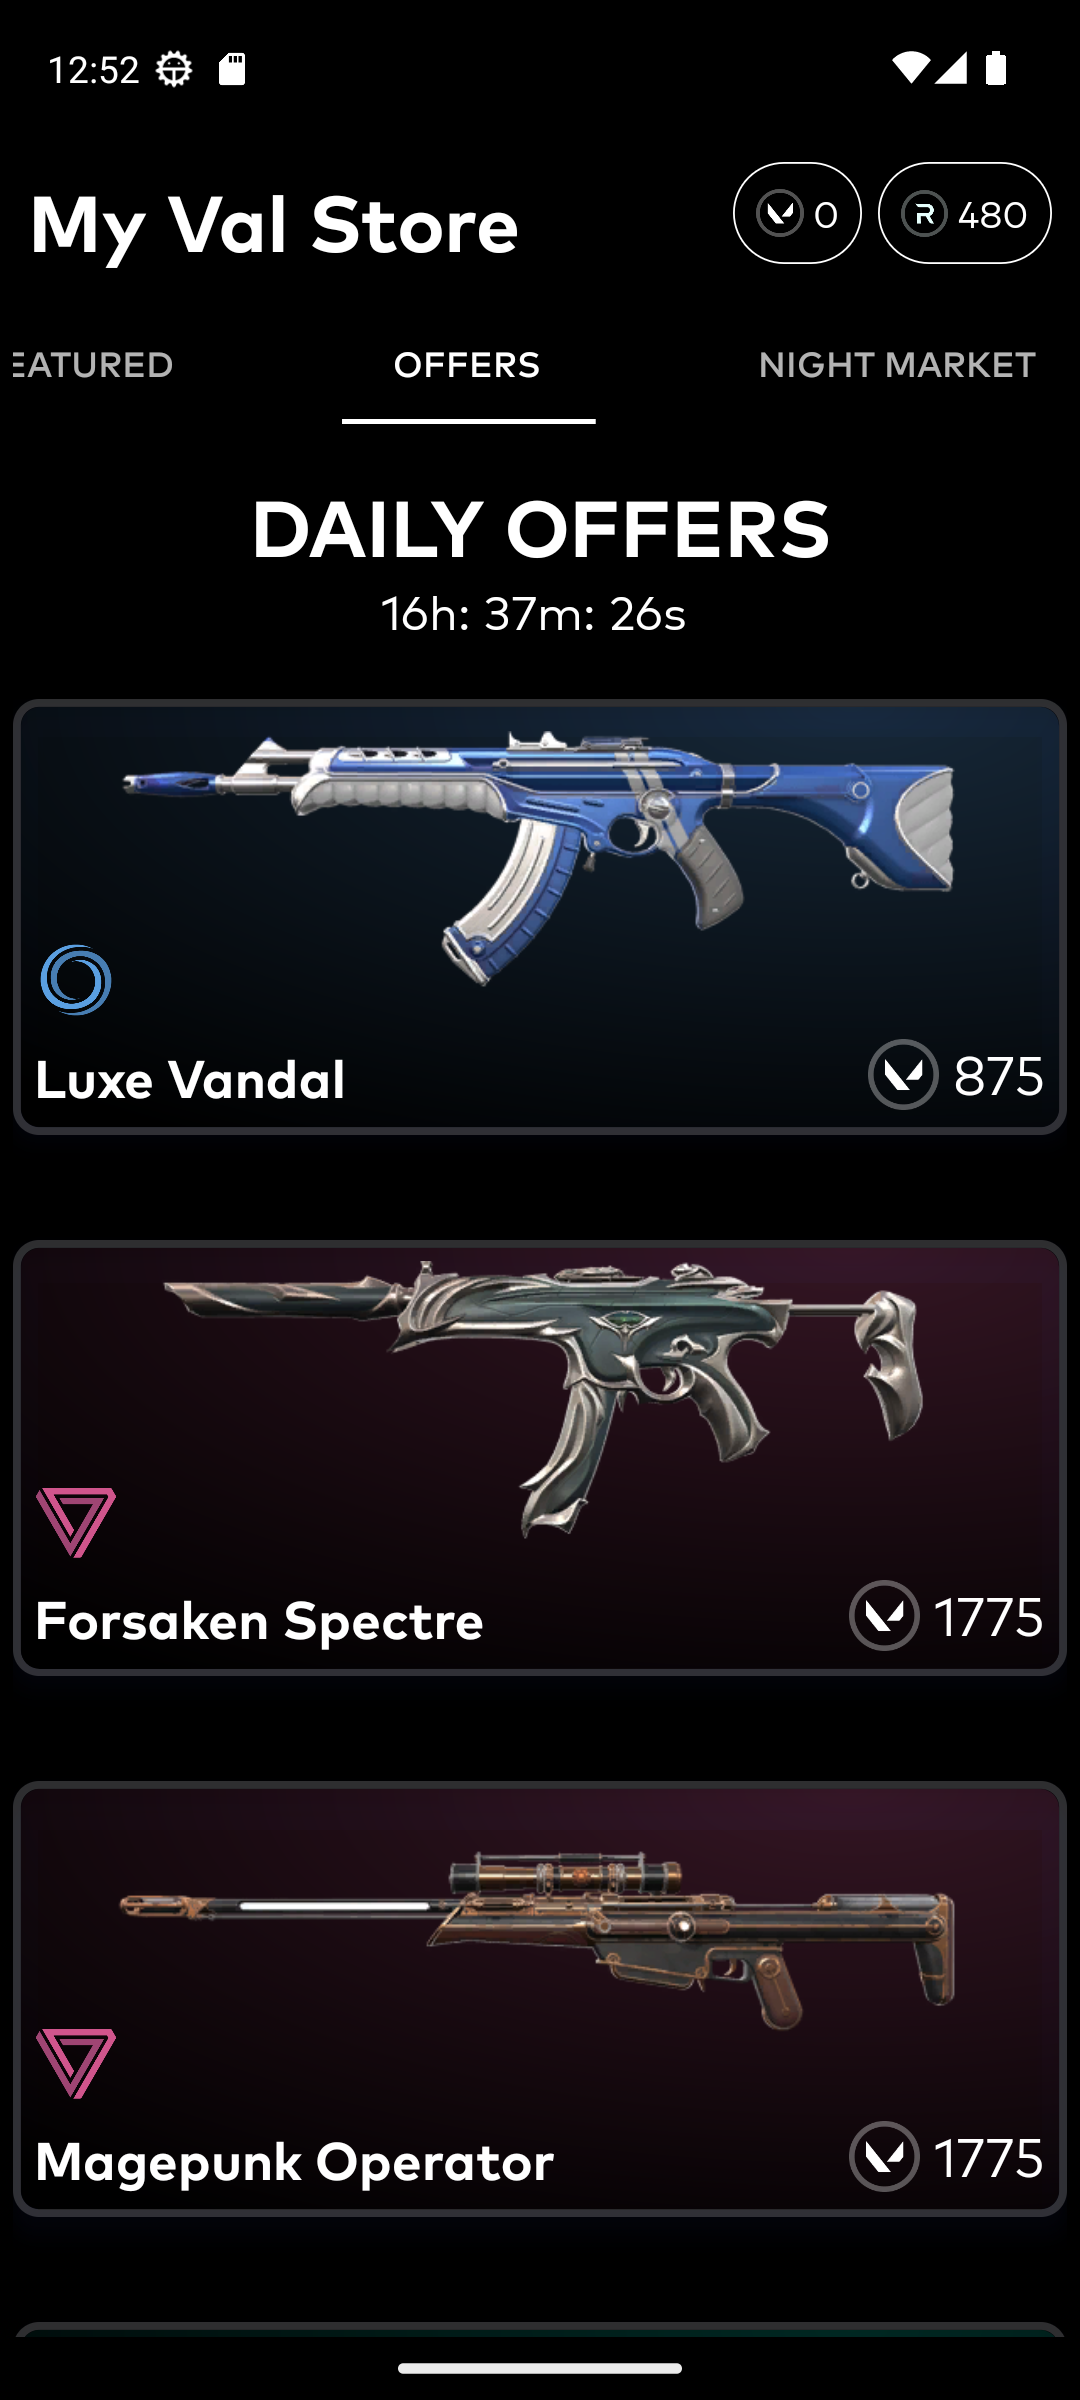 12:52
My Val Store
0
R 480
EATURED
OFFERS
NIGHT MARKET
DAILY OFFERS
16h: 37m: 26s
Luxe Vandal
875
Forsaken Spectre
1775
Magepunk Operator
1775